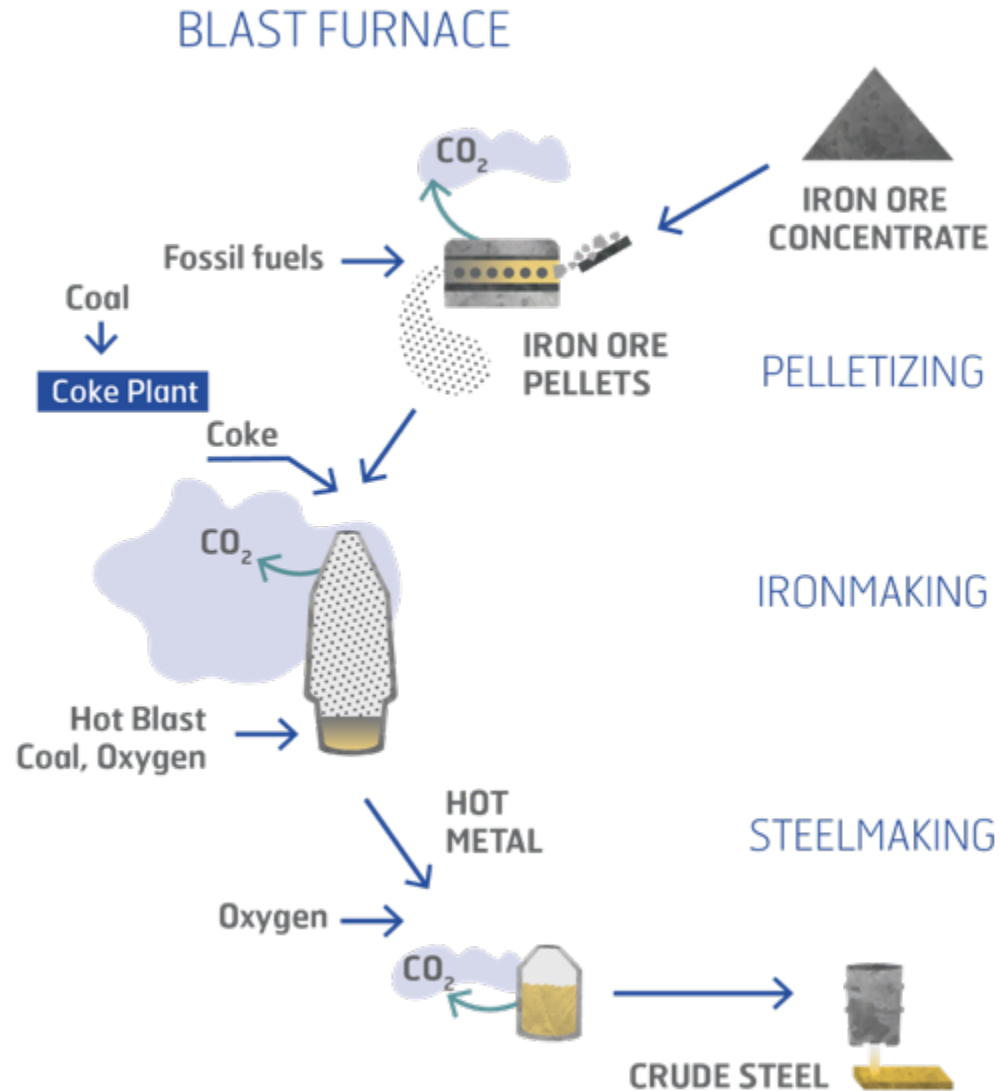 BLAST FURNACE
CO₂
IRON ORE
CONCENTRATE
Fossil fuels
Coal
IRON ORE
PELLETS
PELLETIZING
Coke Plant
Coke
CO₂
IRONMAKING
Hot Blast
Coal, Oxygen
HOT
METAL
STEELMAKING
Oxygen
CO₂
CRUDE STEEL